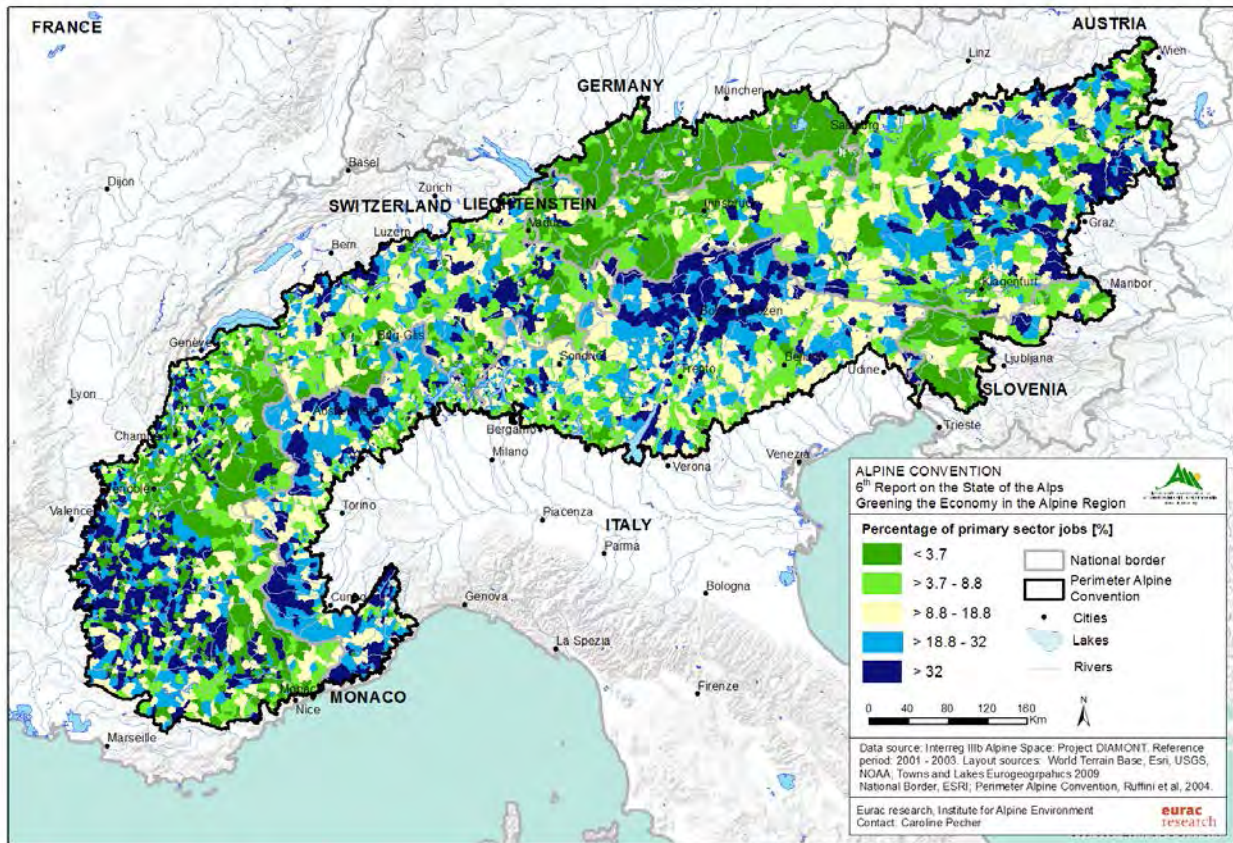 FRANCE
AUSTRIA
Linz
Wien
GERMANY
München
Salzburg
Basel
Dijon
Zürich
SWITZERLAND
LIECHTENSTEIN
Innsbruck
Luzern
Vaduz
Graz
Bern
Klagenfurt
Maribor
Brig-Glis
Genève
Sondrio
Trento
Belluno
Udine
Ljubljana
Lyon
SLOVENIA
Trieste
Bergamo
Milano
Verona
Venezia
Grenoble
Valence
Torino
Piacenza
ITALY
Parma
Bologna
Cuneo
Genova
La Spezia
Firenze
Monaco
MONACO
Nice
Marseille
ALPINE CONVENTION
6th Report on the State of the Alps
Greening the Economy in the Alpine Region
Percentage of primary sector jobs [%]
< 3.7
> 3.7 - 8.8
> 8.8 - 18.8
> 18.8 - 32
> 32
National border
Perimeter Alpine
Convention
Cities
Lakes
Rivers
0 40 80 120 160
Km
N
Data source: Interreg IIIb Alpine Space: Project DIAMONT. Reference
period: 2001 - 2003. Layout sources: World Terrain Base, Esri, USGS,
NOAA; Towns and Lakes Eurogeogrpahics 2009
National Border, ESRI; Perimeter Alpine Convention, Ruffini et al, 2004.
Eurac research, Institute for Alpine Environment
Contact: Caroline Pecher
eurac
research